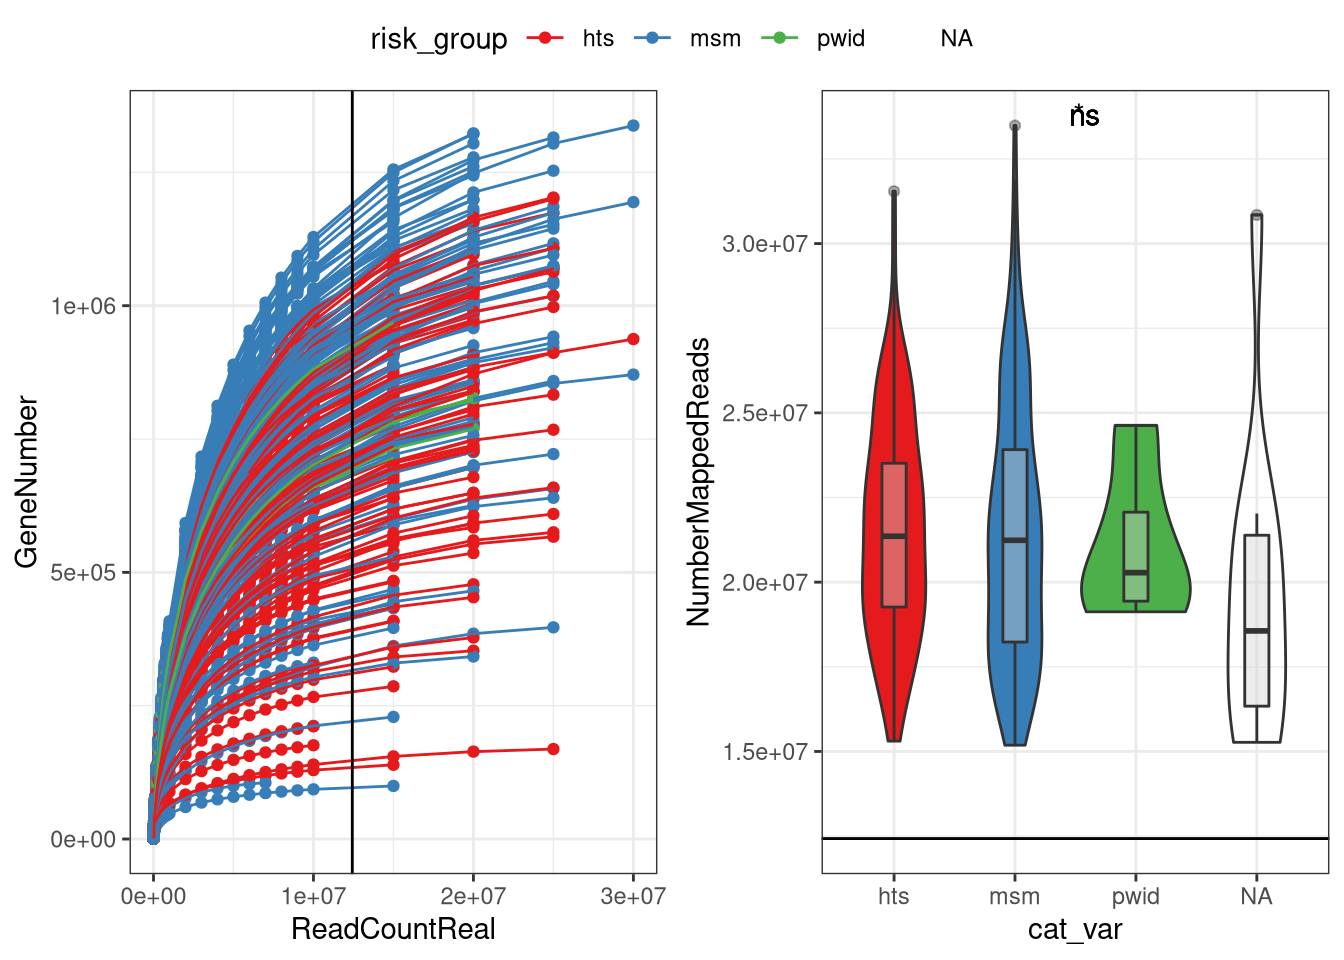 risk_group hts msm pwid NA
GeneNumber
1e+06
5e+05
0e+00
0e+00 1e+07 2e+07 3e+07
ReadCountReal
NumberMappedReads
3.0e+07
2.5e+07
2.0e+07
1.5e+07
ns
*
hts msm pwid NA
cat_var